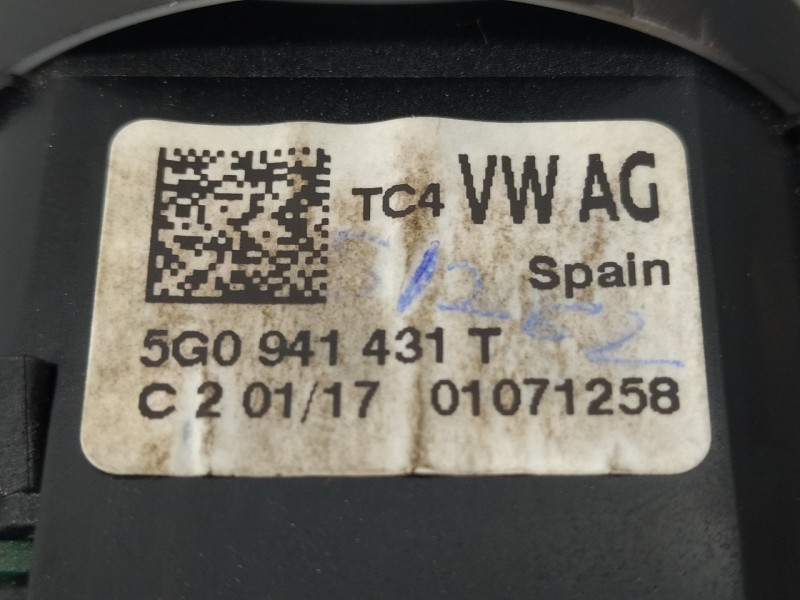 TC4 VW AG
Spain
5G0 941 431 T
C 2 01/17 01071258